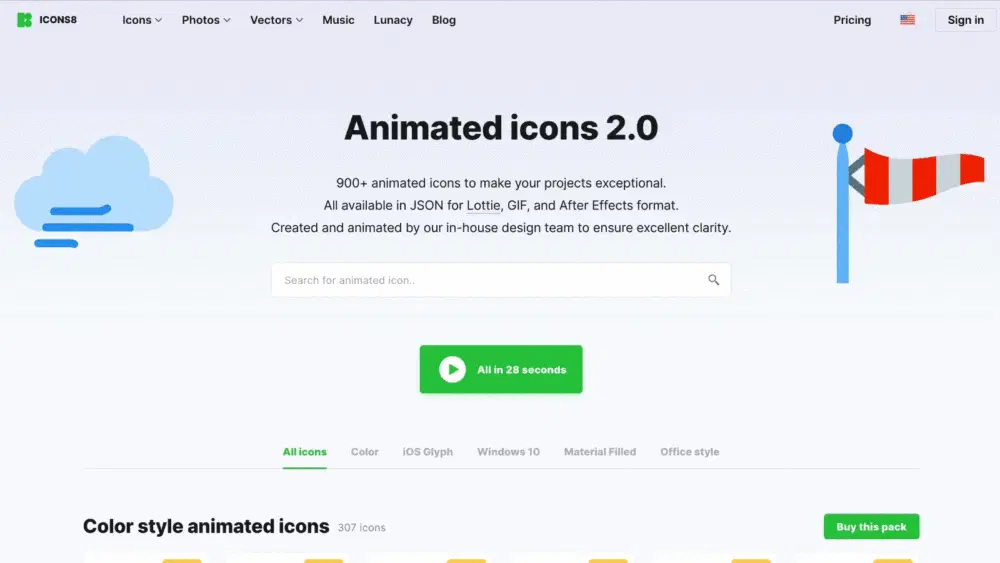 ICONS8 Icons Photos Vectors Music Lunacy Blog Pricing Sign in
Animated icons 2.0
900+ animated icons to make your projects exceptional.
All available in JSON for Lottie, GIF, and After Effects format.
Created and animated by our in-house design team to ensure excellent clarity.
Search for animated icon..
All in 28 seconds
All icons Color iOS Glyph Windows 10 Material Filled Office style
Color style animated icons 307 icons Buy this pack